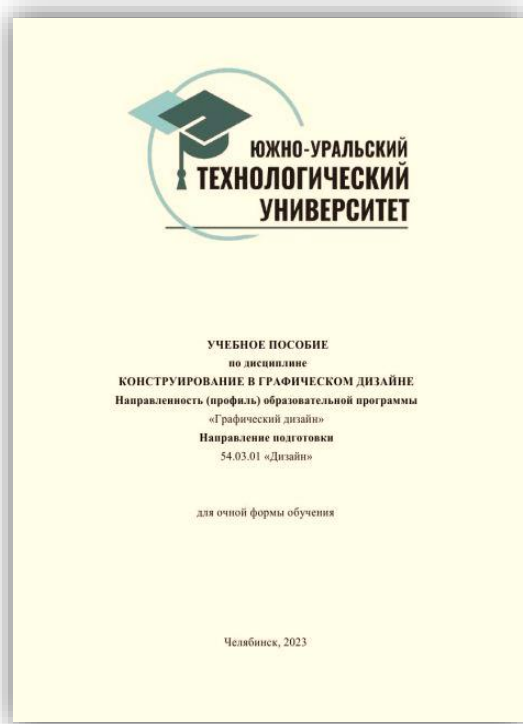 ЮЖНО-УРАЛЬСКИЙ
ТЕХНОЛОГИЧЕСКИЙ
УНИВЕРСИТЕТ
УЧЕБНОЕ ПОСОБИЕ
по дисциплине
КОНСТРУИРОВАНИЕ В ГРАФИЧЕСКОМ ДИЗАЙНЕ
Направленность (профиль) образовательной программы
«Графический дизайн»
Направление подготовки
54.03.01 «Дизайн»
для очной формы обучения
Челябинск, 2023